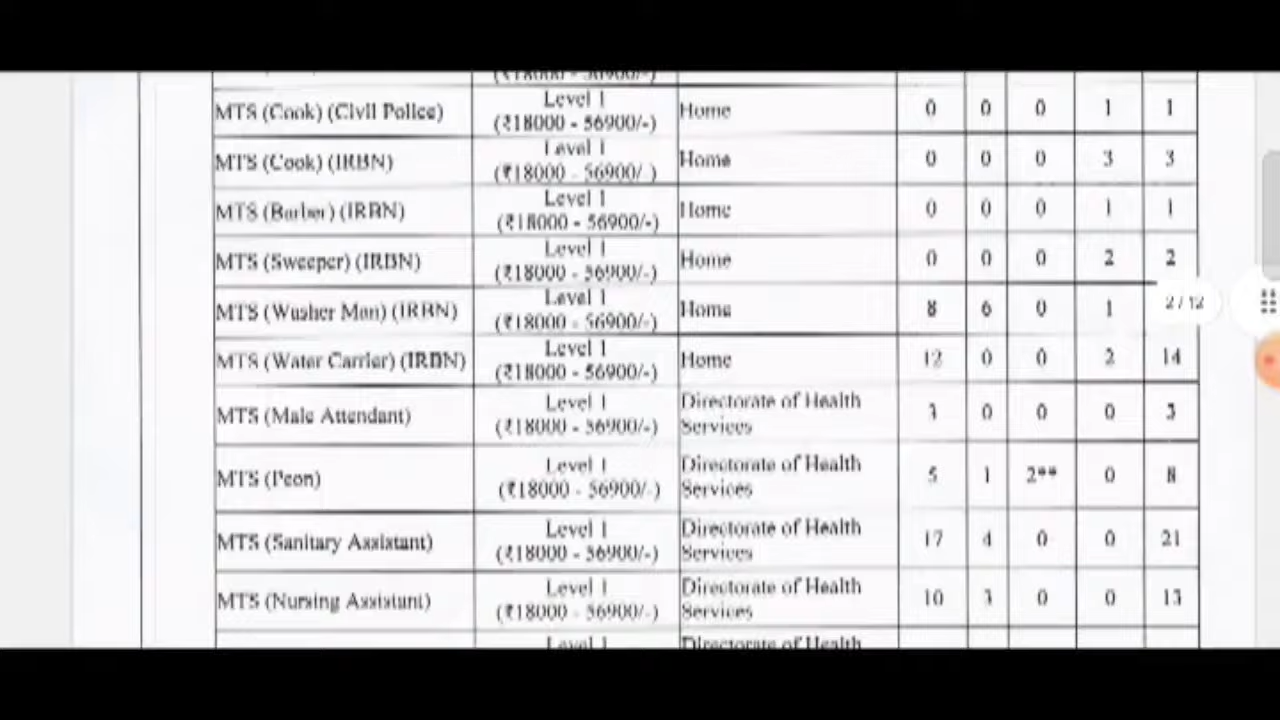 (₹18000 - 56900/-)
MTS (Cook) (Civil Police) Level 1 (₹18000 - 56900/-) Home 0 0 0 1 1
MTS (Cook) (IRBN) Level 1 (₹18000 - 56900/-) Home 0 0 0 3 3
MTS (Barber) (IRBN) Level 1 (₹18000 - 56900/-) Home 0 0 0 1 1
MTS (Sweeper) (IRBN) Level 1 (₹18000 - 56900/-) Home 0 0 0 2 2
MTS (Washer Man) (IRBN) Level 1 (₹18000 - 56900/-) Home 8 6 0 1
2 / 12
MTS (Water Carrier) (IRBN) Level 1 (₹18000 - 56900/-) Home 12 0 0 2 14
MTS (Male Attendant) Level 1 (₹18000 - 56900/-) Directorate of Health Services 3 0 0 0 3
MTS (Peon) Level 1 (₹18000 - 56900/-) Directorate of Health Services 5 1 2** 0 8
MTS (Sanitary Assistant) Level 1 (₹18000 - 56900/-) Directorate of Health Services 17 4 0 0 21
MTS (Nursing Assistant) Level 1 (₹18000 - 56900/-) Directorate of Health Services 10 3 0 0 13
Level 1 Directorate of Health